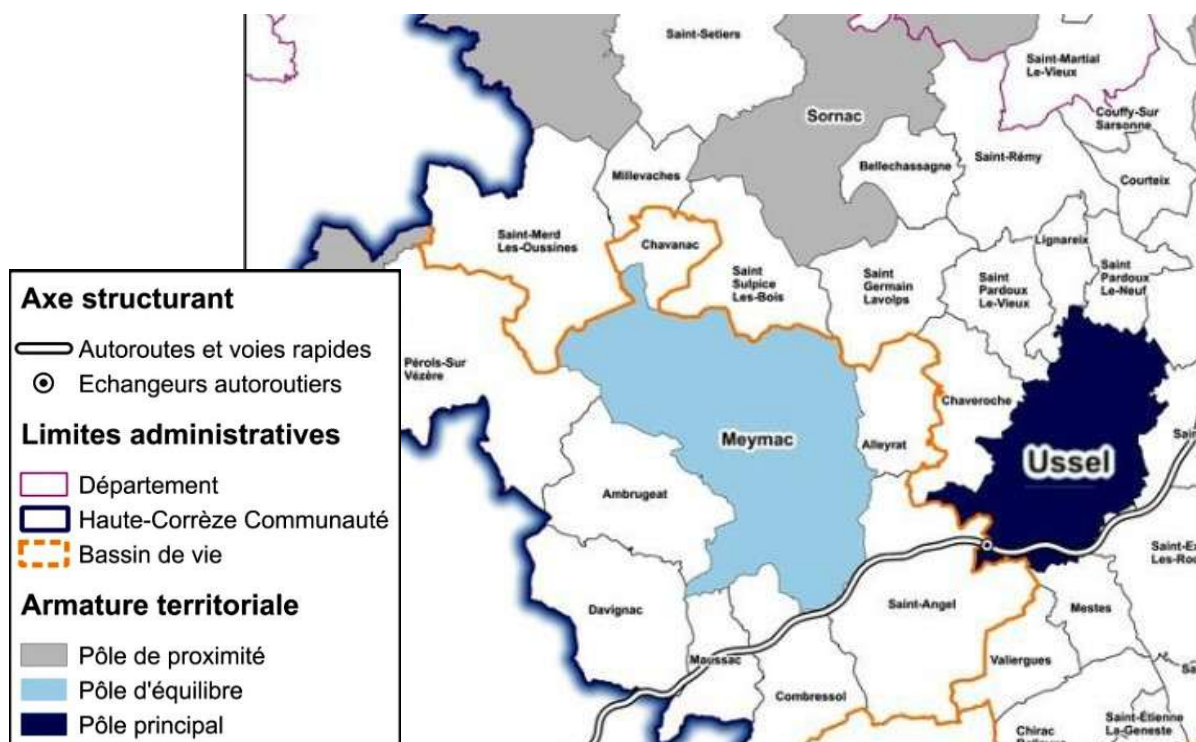 Saint-Setiers
Saint-Martial
Le-Vieux
Sornac
Couffy-Sur
Sarsonne
Bellechassagne
Saint-Rémy
Millevaches
Courteix
Saint-Merd
Les-Oussines
Chavanac
Lignareix
Saint
Sulpice
Les-Bois
Saint
Germain
Lavolps
Saint
Pardoux
Le-Vieux
Saint
Pardoux
Le-Neuf
Pérols-Sur
Vézère
Chaveroche
Meymac
Alleyrat
Ussel
Ambrugeat
Saint-Angel
Davignac
Mestes
Maussac
Valiergues
Combressol
Saint-Étienne
La-Geneste
Chirac
Axe structurant
Autoroutes et voies rapides
Echangeurs autoroutiers
Limites administratives
Département
Haute-Corrèze Communauté
Bassin de vie
Armature territoriale
Pôle de proximité
Pôle d'équilibre
Pôle principal